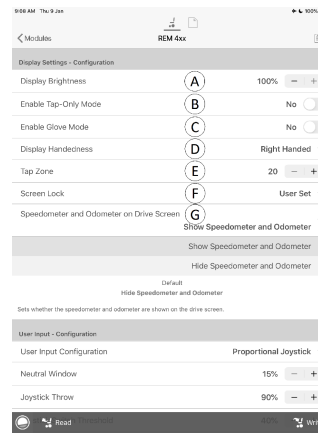 9:08 AM Thu 9 Jan 100%
Modules REM 4xx
Display Settings - Configuration
Display Brightness A 100% − +
Enable Tap-Only Mode B No
Enable Glove Mode C No
Display Handedness D Right Handed
Tap Zone E 20 − +
Screen Lock F User Set
Speedometer and Odometer on Drive Screen G
Show Speedometer and Odometer
Show Speedometer and Odometer
Hide Speedometer and Odometer
Default
Hide Speedometer and Odometer
Sets whether the speedometer and odometer are shown on the drive screen.
User Input - Configuration
User Input Configuration Proportional Joystick
Neutral Window 15% − +
Joystick Throw 90% − +
Read Writ